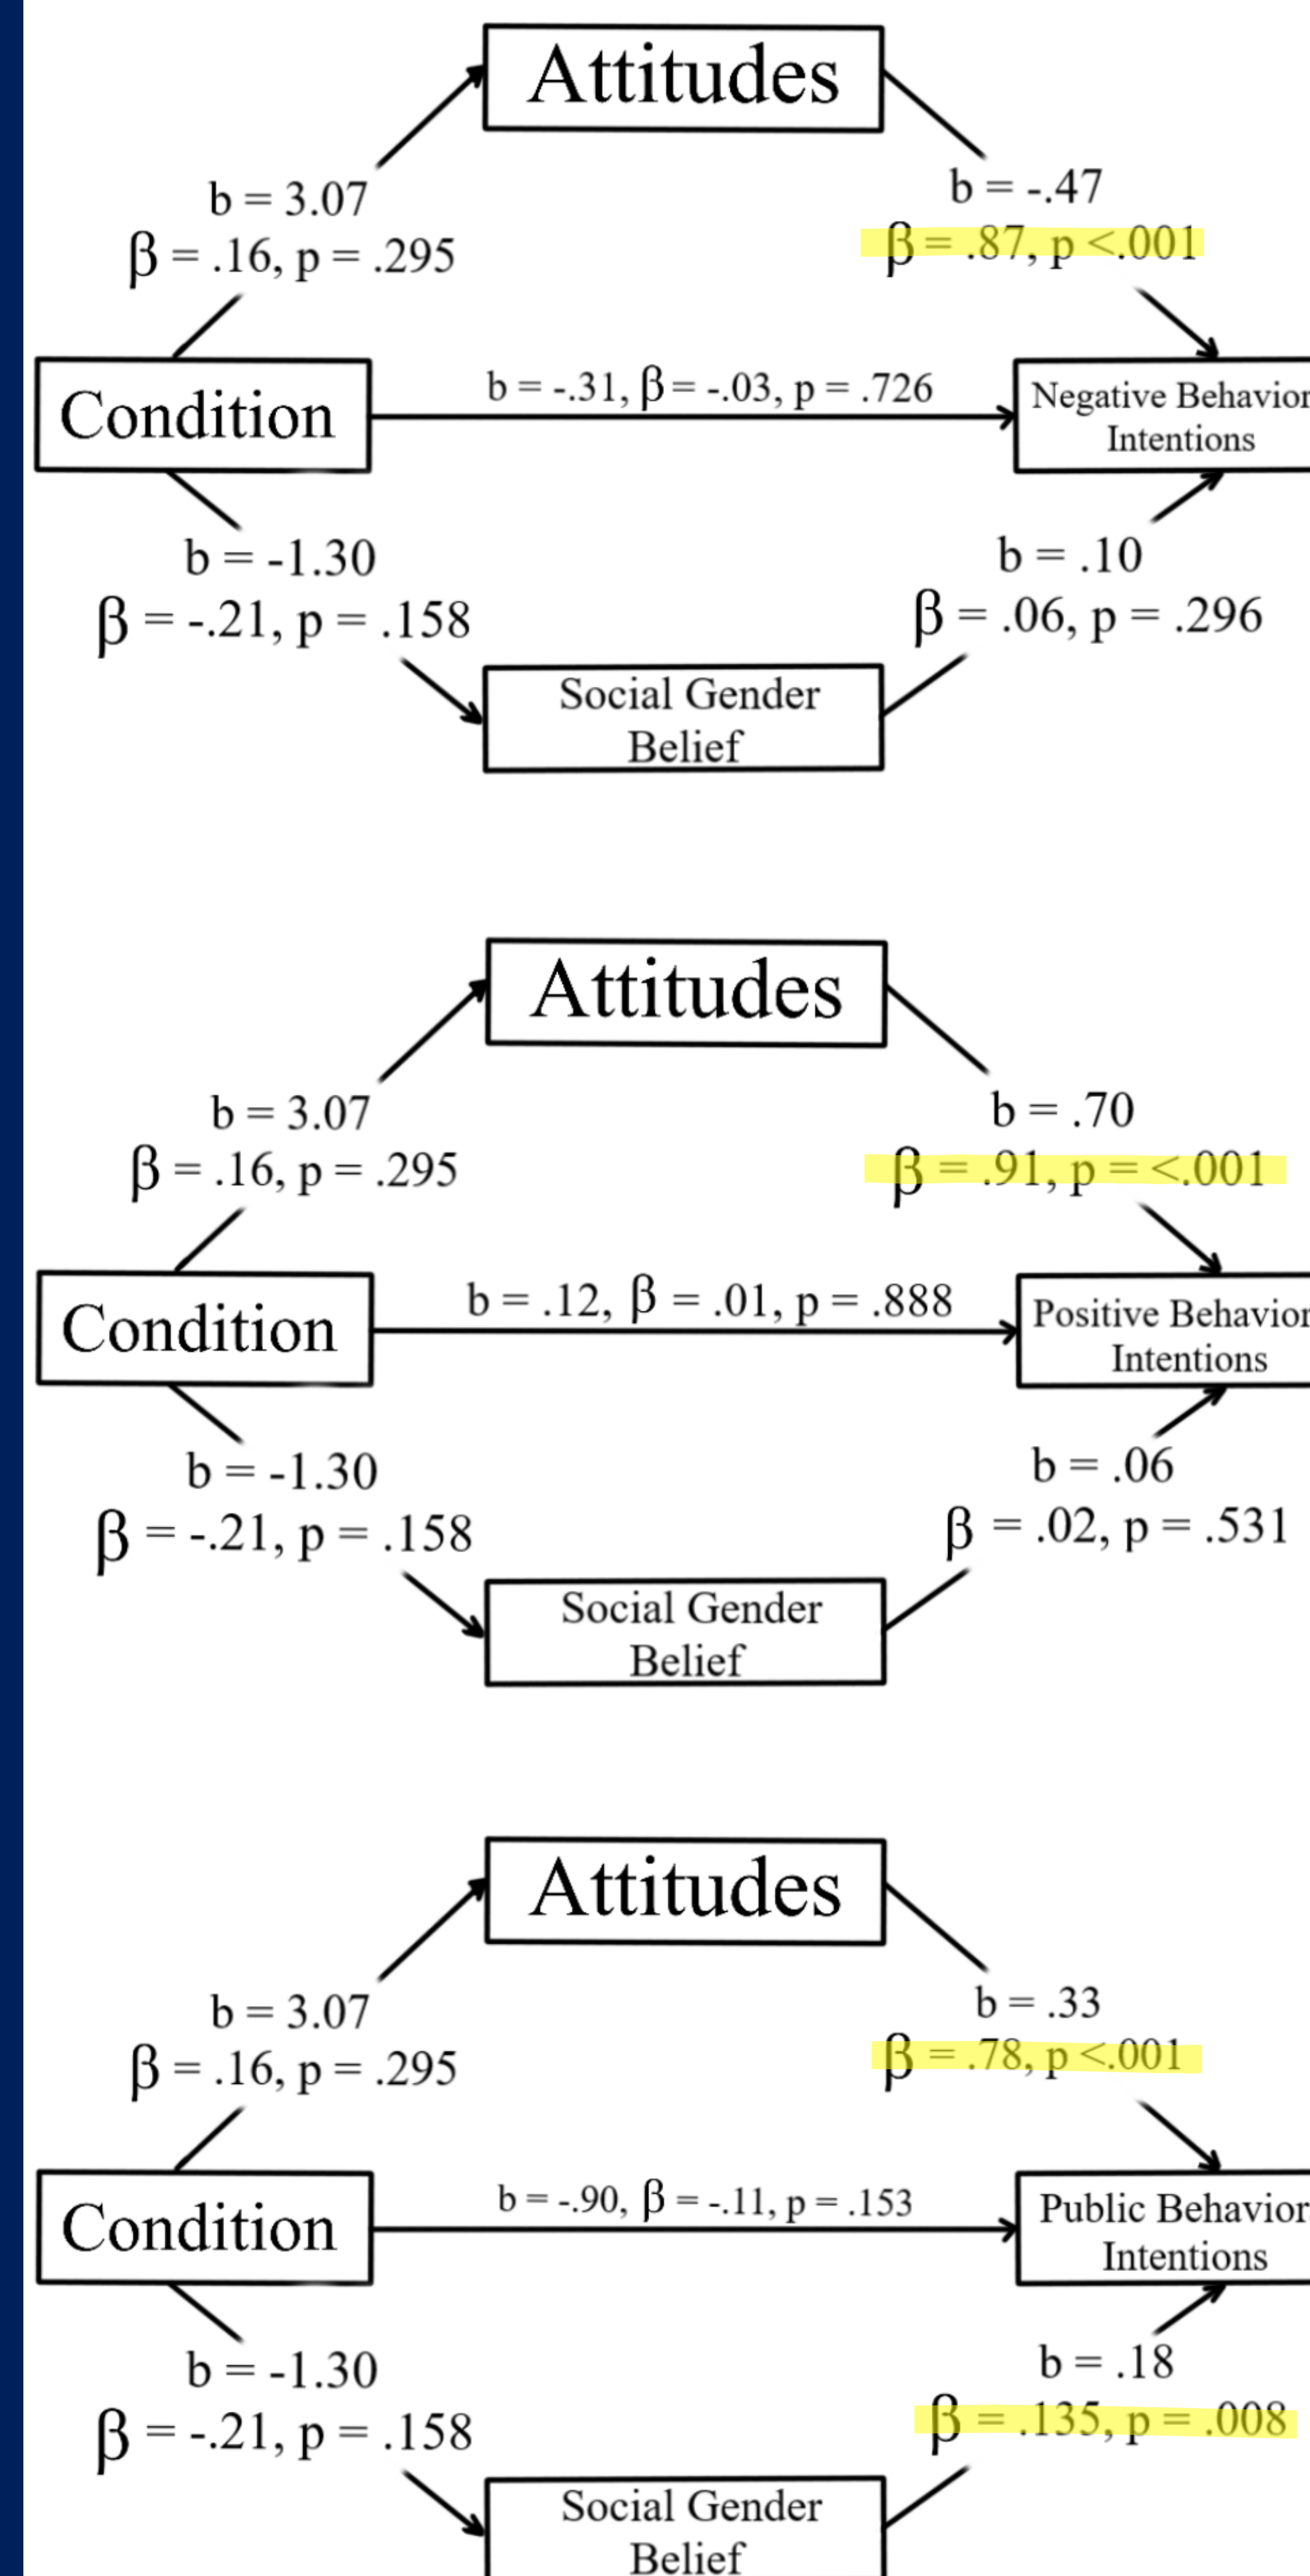 Attitudes
b = 3.07
β = .16, p = .295
b = -.47
β = .87, p <.001
Condition
b = -.31, β = -.03, p = .726
Negative Behavior
Intentions
b = -1.30
β = -.21, p = .158
b = .10
β = .06, p = .296
Social Gender
Belief
Attitudes
b = 3.07
β = .16, p = .295
b = .70
β = .91, p = <.001
Condition
b = .12, β = .01, p = .888
Positive Behavior
Intentions
b = -1.30
β = -.21, p = .158
b = .06
β = .02, p = .531
Social Gender
Belief
Attitudes
b = 3.07
β = .16, p = .295
b = .33
β = .78, p <.001
Condition
b = -.90, β = -.11, p = .153
Public Behavior
Intentions
b = -1.30
β = -.21, p = .158
b = .18
β = .135, p = .008
Social Gender
Belief